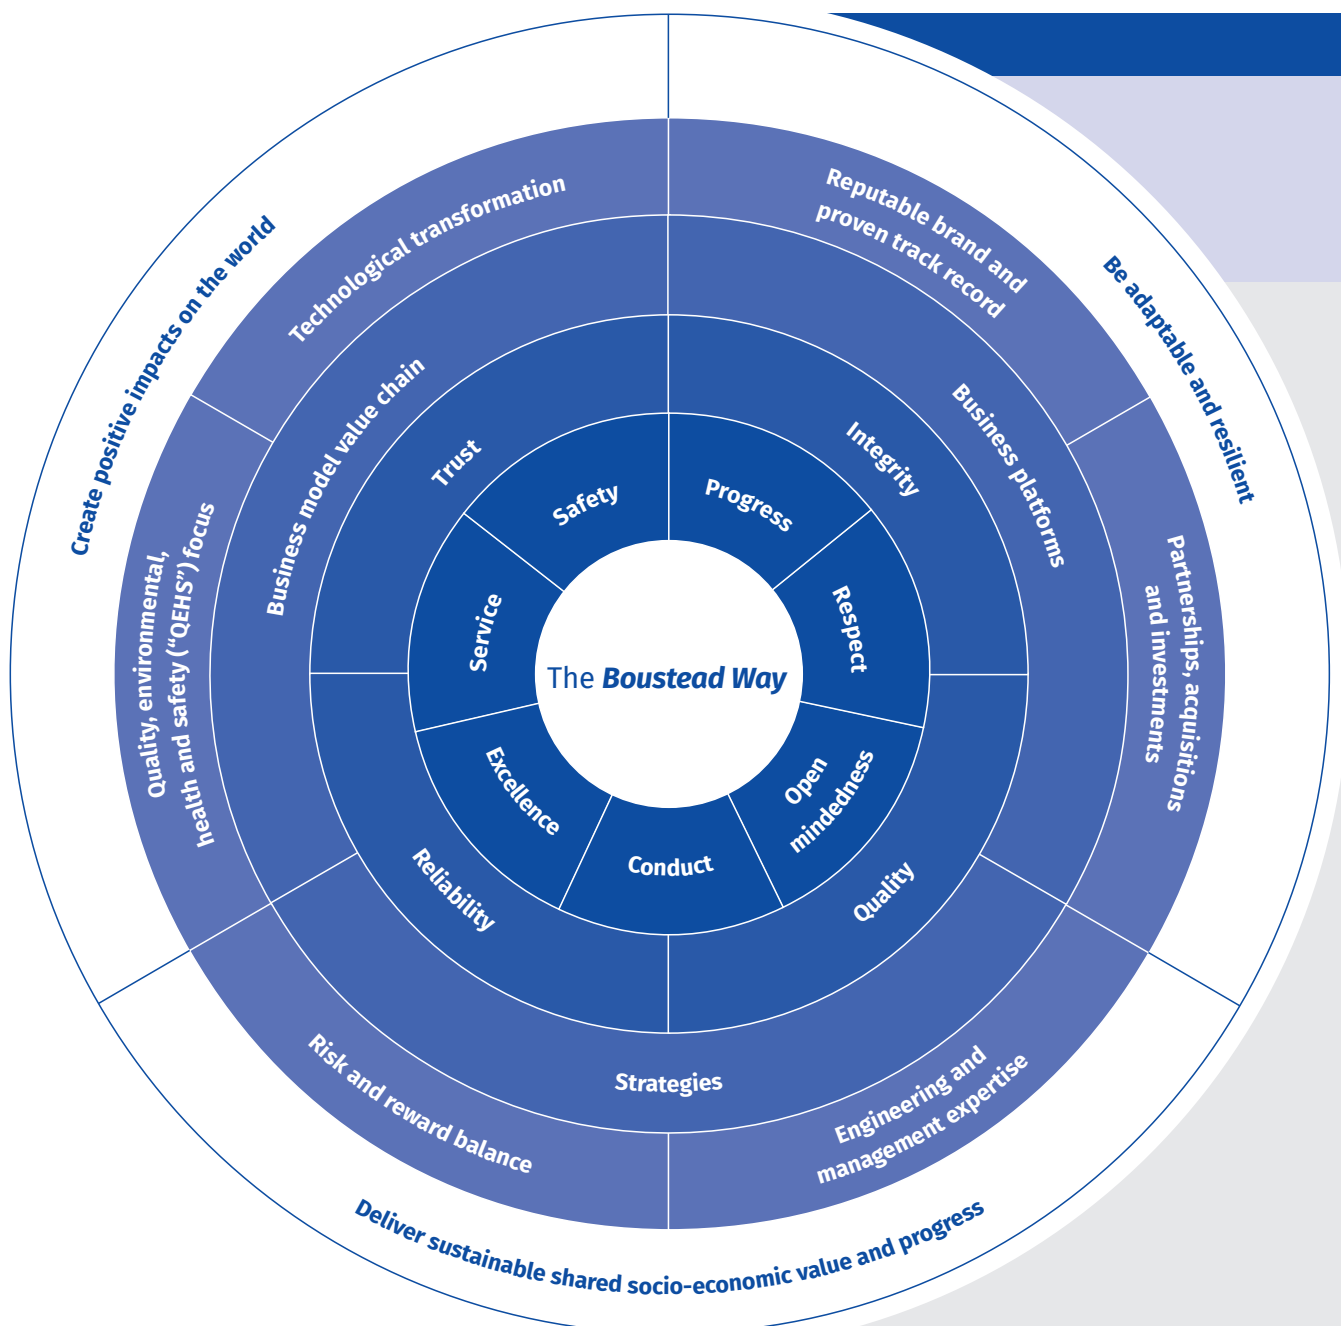 Create positive impacts on the world
Be adaptable and resilient
Deliver sustainable shared socio-economic value and progress
Technological transformation
Reputable brand and
proven track record
Partnerships, acquisitions
and investments
Engineering and
management expertise
Risk and reward balance
Quality, environmental,
health and safety (“QEHS”) focus
Business model value chain
Business platforms
Strategies
Trust
Integrity
Quality
Reliability
Safety
Progress
Respect
Open
mindedness
Conduct
Excellence
Service
The Boustead Way